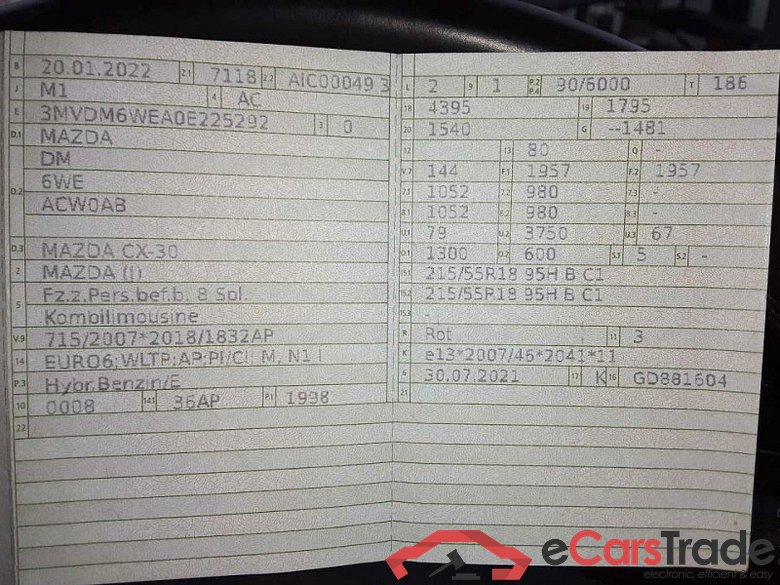 B 20.01.2022 2.1 7118 2.2 AIC00049 3
J M1 4 AC
E 3MVDM6WEA0E225292 3 0
D.1 MAZDA
DM
6WE
D.2 ACW0AB
D.3 MAZDA CX-30
2 MAZDA (J)
Fz.z.Pers.bef.b. 8 Spl.
5 Kombilimousine
V.9 715/2007*2018/1832AP
14 EURO6;WLTP;AP;PI/CI; M, N1 I
P.3 Hybr.Benzin/E
10 0008 14.1 36AP P.1 1998
22
L 2 9 1 P.2 P.4 90/6000 T 186
18 4395 19 1795
20 1540 G --1481
12 13 80 Q -
V.7 144 F.1 1957 F.2 1957
7.1 1052 7.2 980 7.3 -
8.1 1052 8.2 980 8.3 -
U.1 79 U.2 3750 U.3 67
O.1 1300 O.2 600 S.1 5 S.2 -
15.1 215/55R18 95H B C1
15.2 215/55R18 95H B C1
15.3 -
R Rot 11 3
K e13*2007/46*2041*11
6 30.07.2021 17 K 16 GD881604
21
eCarsTrade
electronic, efficient & easy